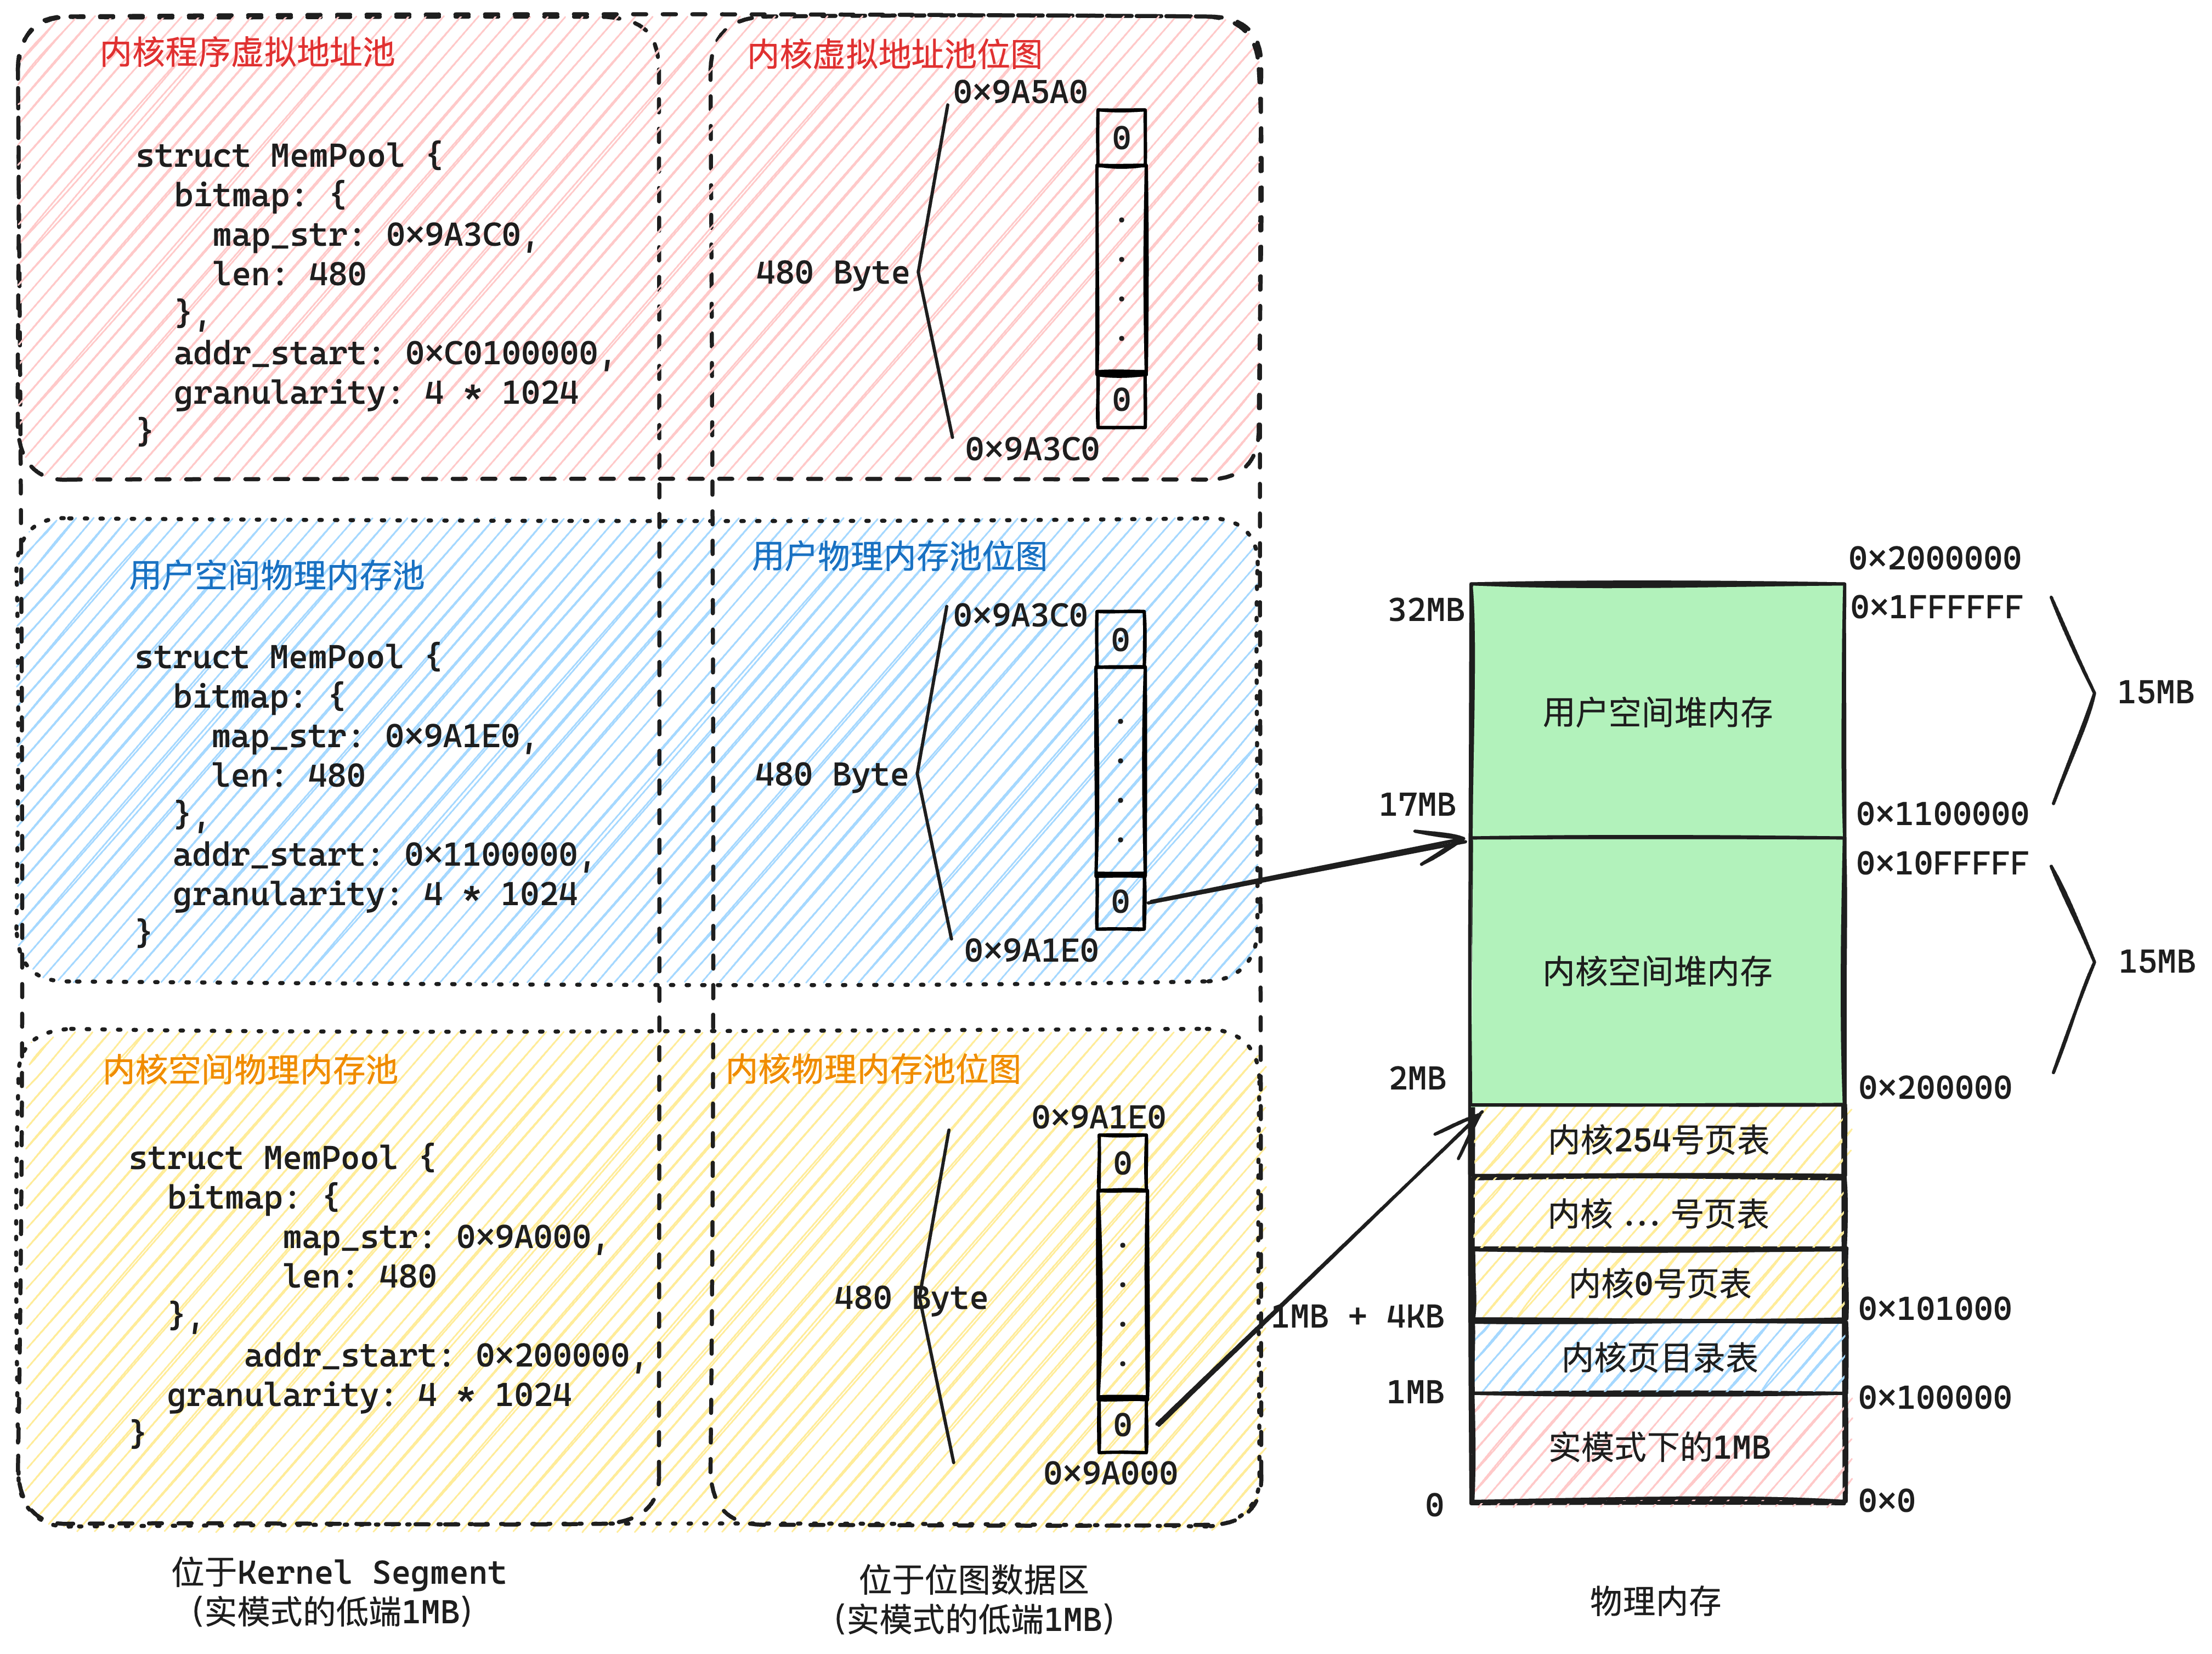 内核程序虚拟地址池
struct MemPool {
bitmap: {
map_str: 0×9A3C0,
len: 480
},
addr_start: 0×C0100000,
granularity: 4 * 1024
}
内核虚拟地址池位图
0×9A5A0
0
.
.
.
.
480 Byte
0
0×9A3C0
用户空间物理内存池
struct MemPool {
bitmap: {
map_str: 0×9A1E0,
len: 480
},
addr_start: 0×1100000,
granularity: 4 * 1024
}
用户物理内存池位图
0×9A3C0
0
.
.
.
.
480 Byte
0
0×9A1E0
内核空间物理内存池
struct MemPool {
bitmap: {
map_str: 0×9A000,
len: 480
},
addr_start: 0×200000,
granularity: 4 * 1024
}
内核物理内存池位图
0×9A1E0
0
.
.
.
.
480 Byte
0
0×9A000
位于Kernel Segment
(实模式的低端1MB)
位于位图数据区
(实模式的低端1MB)
0×2000000
32MB
0×1FFFFFF
用户空间堆内存
15MB
17MB
0×1100000
0×10FFFFF
内核空间堆内存
15MB
2MB
0×200000
内核254号页表
内核 ... 号页表
内核0号页表
1MB + 4KB
0×101000
内核页目录表
1MB
0×100000
实模式下的1MB
0
0×0
物理内存